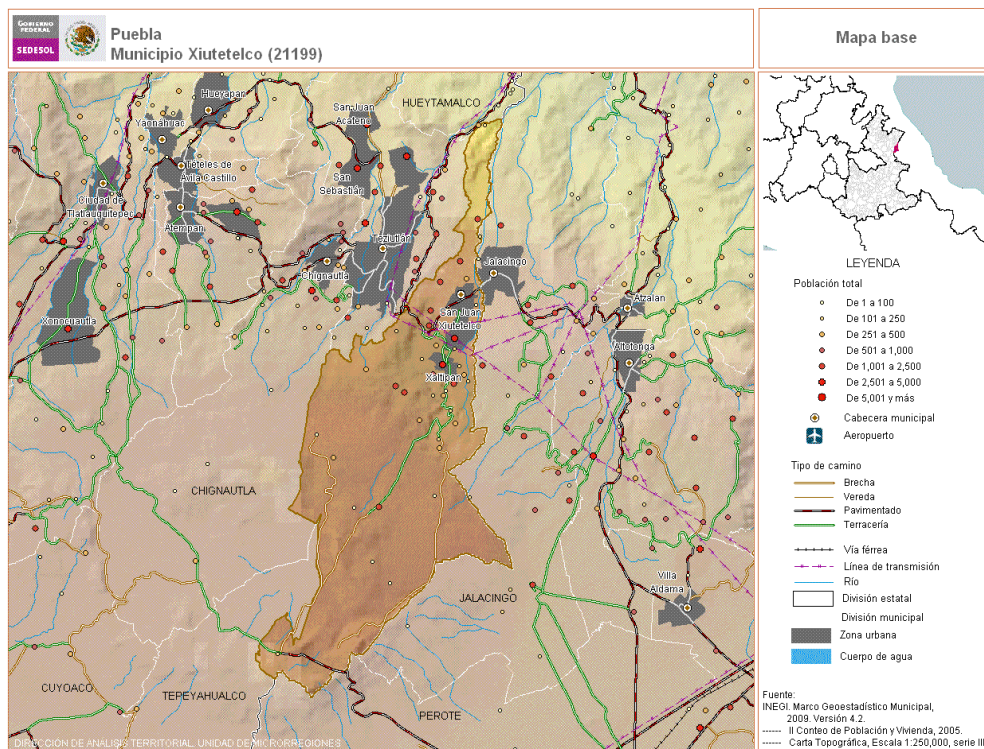 GOBIERNO
FEDERAL
SEDESOL
Puebla
Municipio Xiutetelco (21199)
Mapa base
Hueyapan
Yaonáhuac
San Juan
Acateno
HUEYTAMALCO
Teteles de
Avila Castillo
San
Sebastián
Ciudad de
Tlatlauquitepec
Atempan
Teziutlán
Chignautla
Jalacingo
San Juan
Xiutetelco
Atzalan
Altotonga
Xonocuautla
Xaltipan
CHIGNAUTLA
JALACINGO
Villa
Aldama
CUYOACO
TEPEYAHUALCO
PEROTE
DIRECCIÓN DE ANÁLISIS TERRITORIAL, UNIDAD DE MICRORREGIONES
LEYENDA
Población total
De 1 a 100
De 101 a 250
De 251 a 500
De 501 a 1,000
De 1,001 a 2,500
De 2,501 a 5,000
De 5,001 y más
Cabecera municipal
Aeropuerto
Tipo de camino
Brecha
Vereda
Pavimentado
Terracería
Vía férrea
Línea de transmisión
Río
División estatal
División municipal
Zona urbana
Cuerpo de agua
Fuente:
INEGI. Marco Geoestadístico Municipal,
2009. Versión 4.2.
------ II Conteo de Población y Vivienda, 2005.
------ Carta Topográfica, Escala 1:250,000, serie III